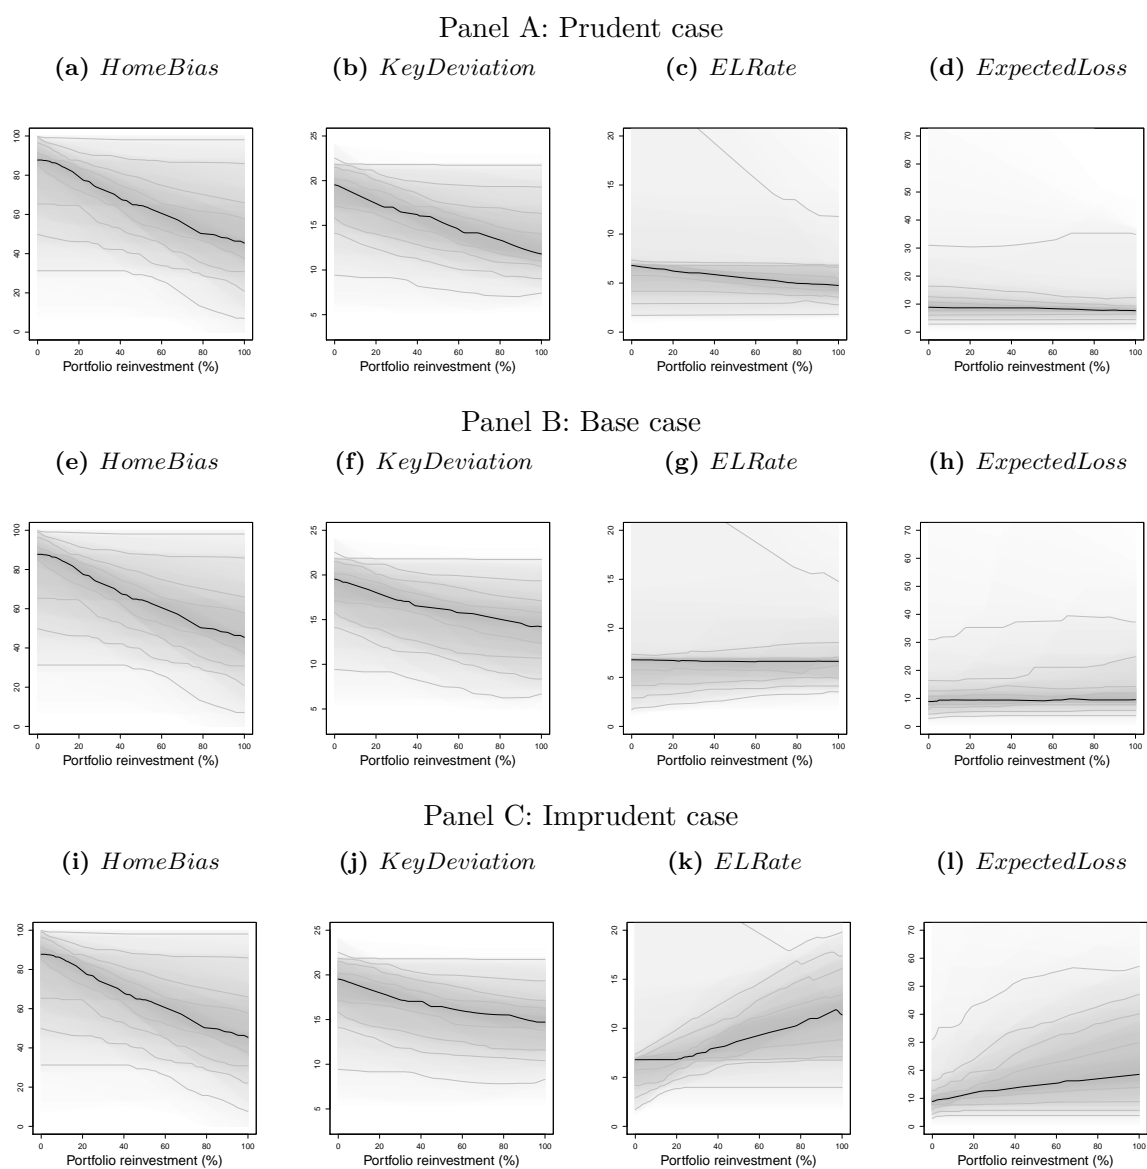 Panel A: Prudent case
(a) HomeBias (b) KeyDeviation (c) ELRate (d) ExpectedLoss
0 20 40 60 80 100
0 20 40 60 80 100
Portfolio reinvestment (%)
5 10 15 20 25
0 20 40 60 80 100
Portfolio reinvestment (%)
0 5 10 15 20
0 20 40 60 80 100
Portfolio reinvestment (%)
0 10 20 30 40 50 60 70
0 20 40 60 80 100
Portfolio reinvestment (%)
Panel B: Base case
(e) HomeBias (f) KeyDeviation (g) ELRate (h) ExpectedLoss
0 20 40 60 80 100
0 20 40 60 80 100
Portfolio reinvestment (%)
5 10 15 20 25
0 20 40 60 80 100
Portfolio reinvestment (%)
0 5 10 15 20
0 20 40 60 80 100
Portfolio reinvestment (%)
0 10 20 30 40 50 60 70
0 20 40 60 80 100
Portfolio reinvestment (%)
Panel C: Imprudent case
(i) HomeBias (j) KeyDeviation (k) ELRate (l) ExpectedLoss
0 20 40 60 80 100
0 20 40 60 80 100
Portfolio reinvestment (%)
5 10 15 20 25
0 20 40 60 80 100
Portfolio reinvestment (%)
0 5 10 15 20
0 20 40 60 80 100
Portfolio reinvestment (%)
0 10 20 30 40 50 60 70
0 20 40 60 80 100
Portfolio reinvestment (%)